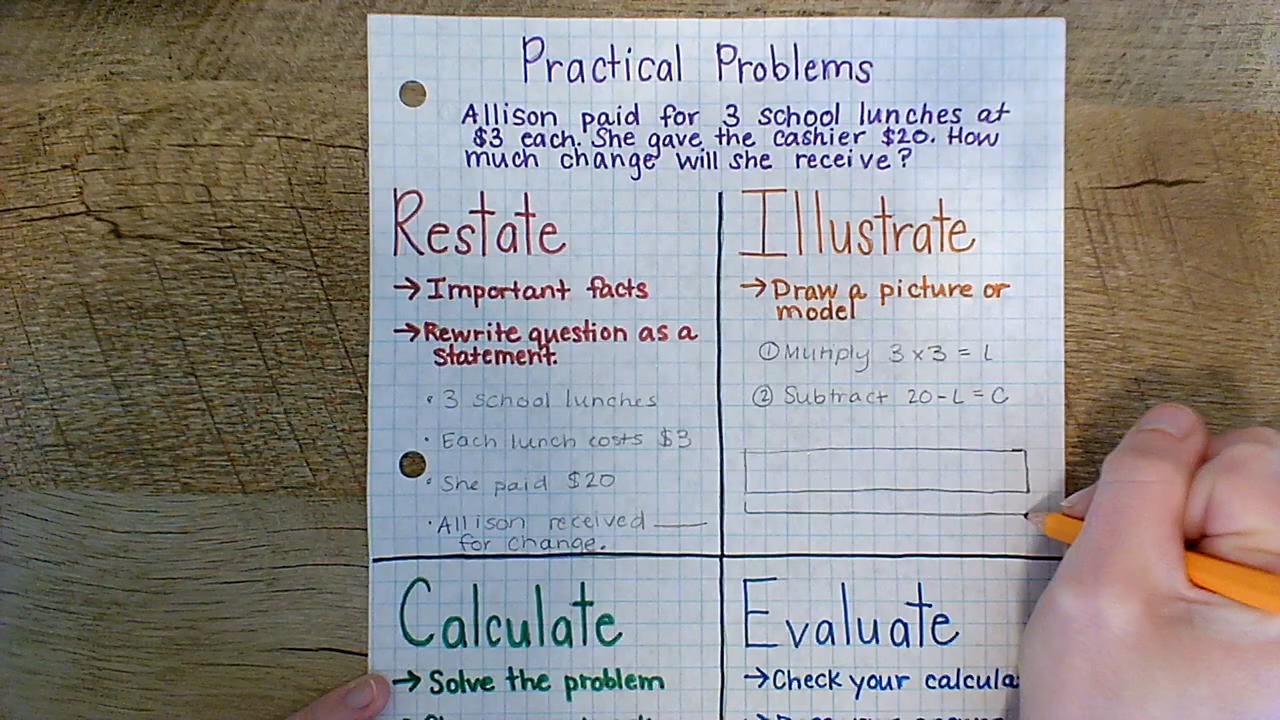 Practical Problems
Allison paid for 3 school lunches at
$3 each. She gave the cashier $20. How
much change will she receive?
Restate
→ Important facts
→ Rewrite question as a
statement.
• 3 school lunches
• Each lunch costs $3
• She paid $20
• Allison received ____
for change.
Illustrate
→ Draw a picture or
model
① Multiply 3 x 3 = L
② Subtract 20 - L = C
Calculate
→ Solve the problem
Evaluate
→ Check your calcula